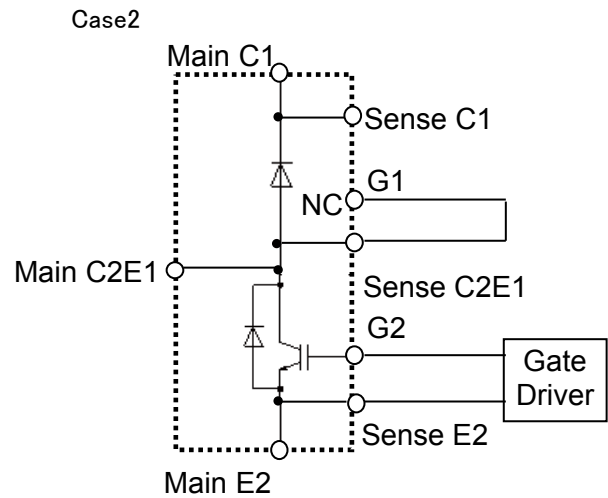 Case2
Main C1
Sense C1
G1
NC
Main C2E1
Sense C2E1
G2
Gate
Driver
Sense E2
Main E2